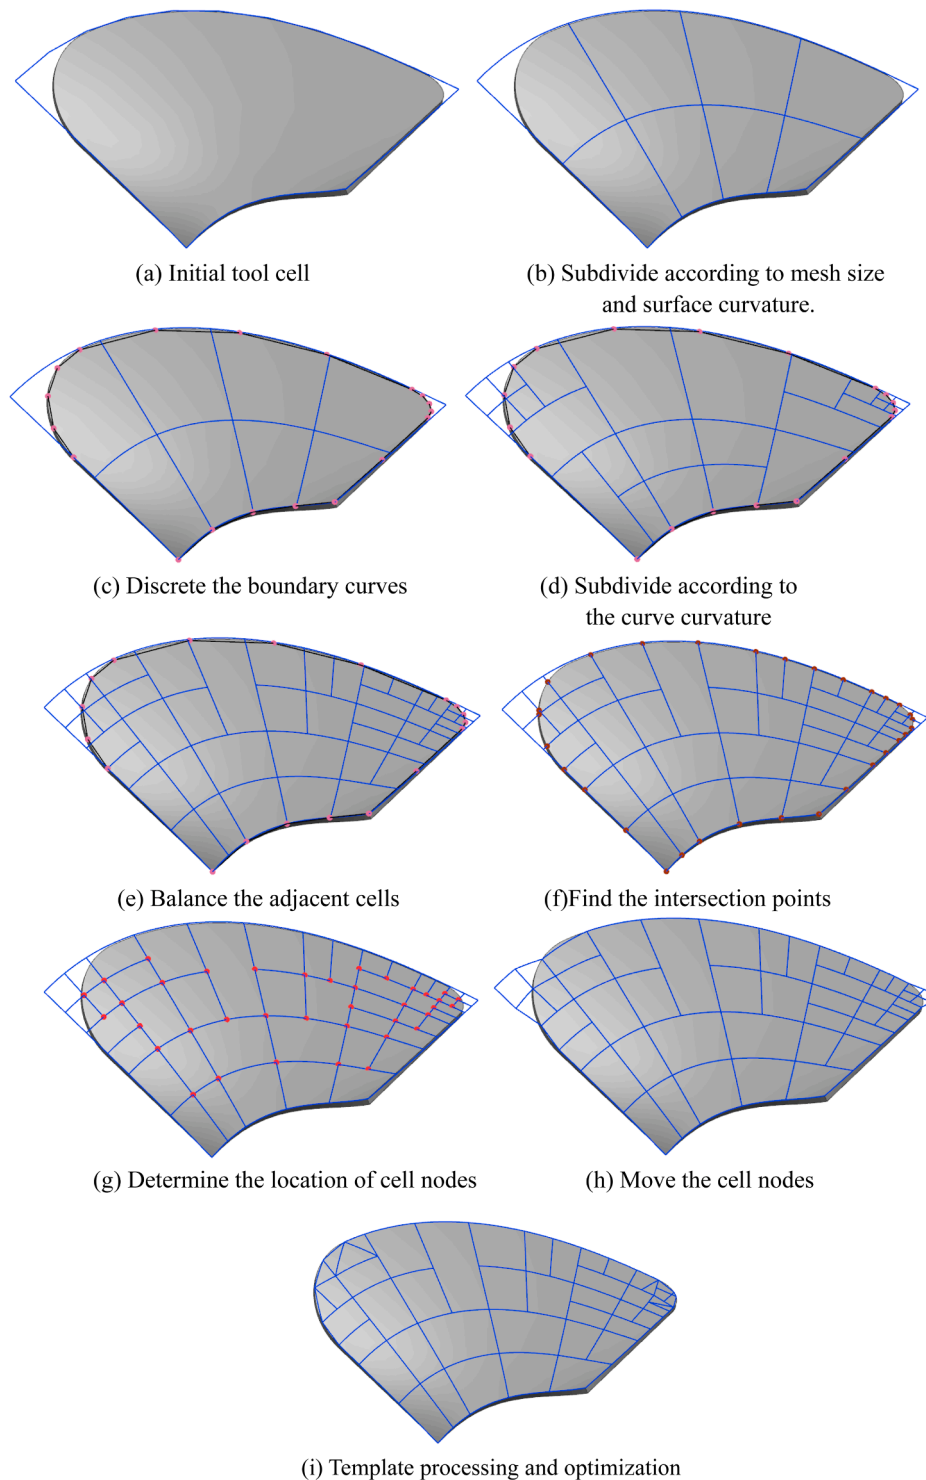 (a) Initial tool cell
(b) Subdivide according to mesh size
and surface curvature.
(c) Discrete the boundary curves
(d) Subdivide according to
the curve curvature
(e) Balance the adjacent cells
(f)Find the intersection points
(g) Determine the location of cell nodes
(h) Move the cell nodes
(i) Template processing and optimization